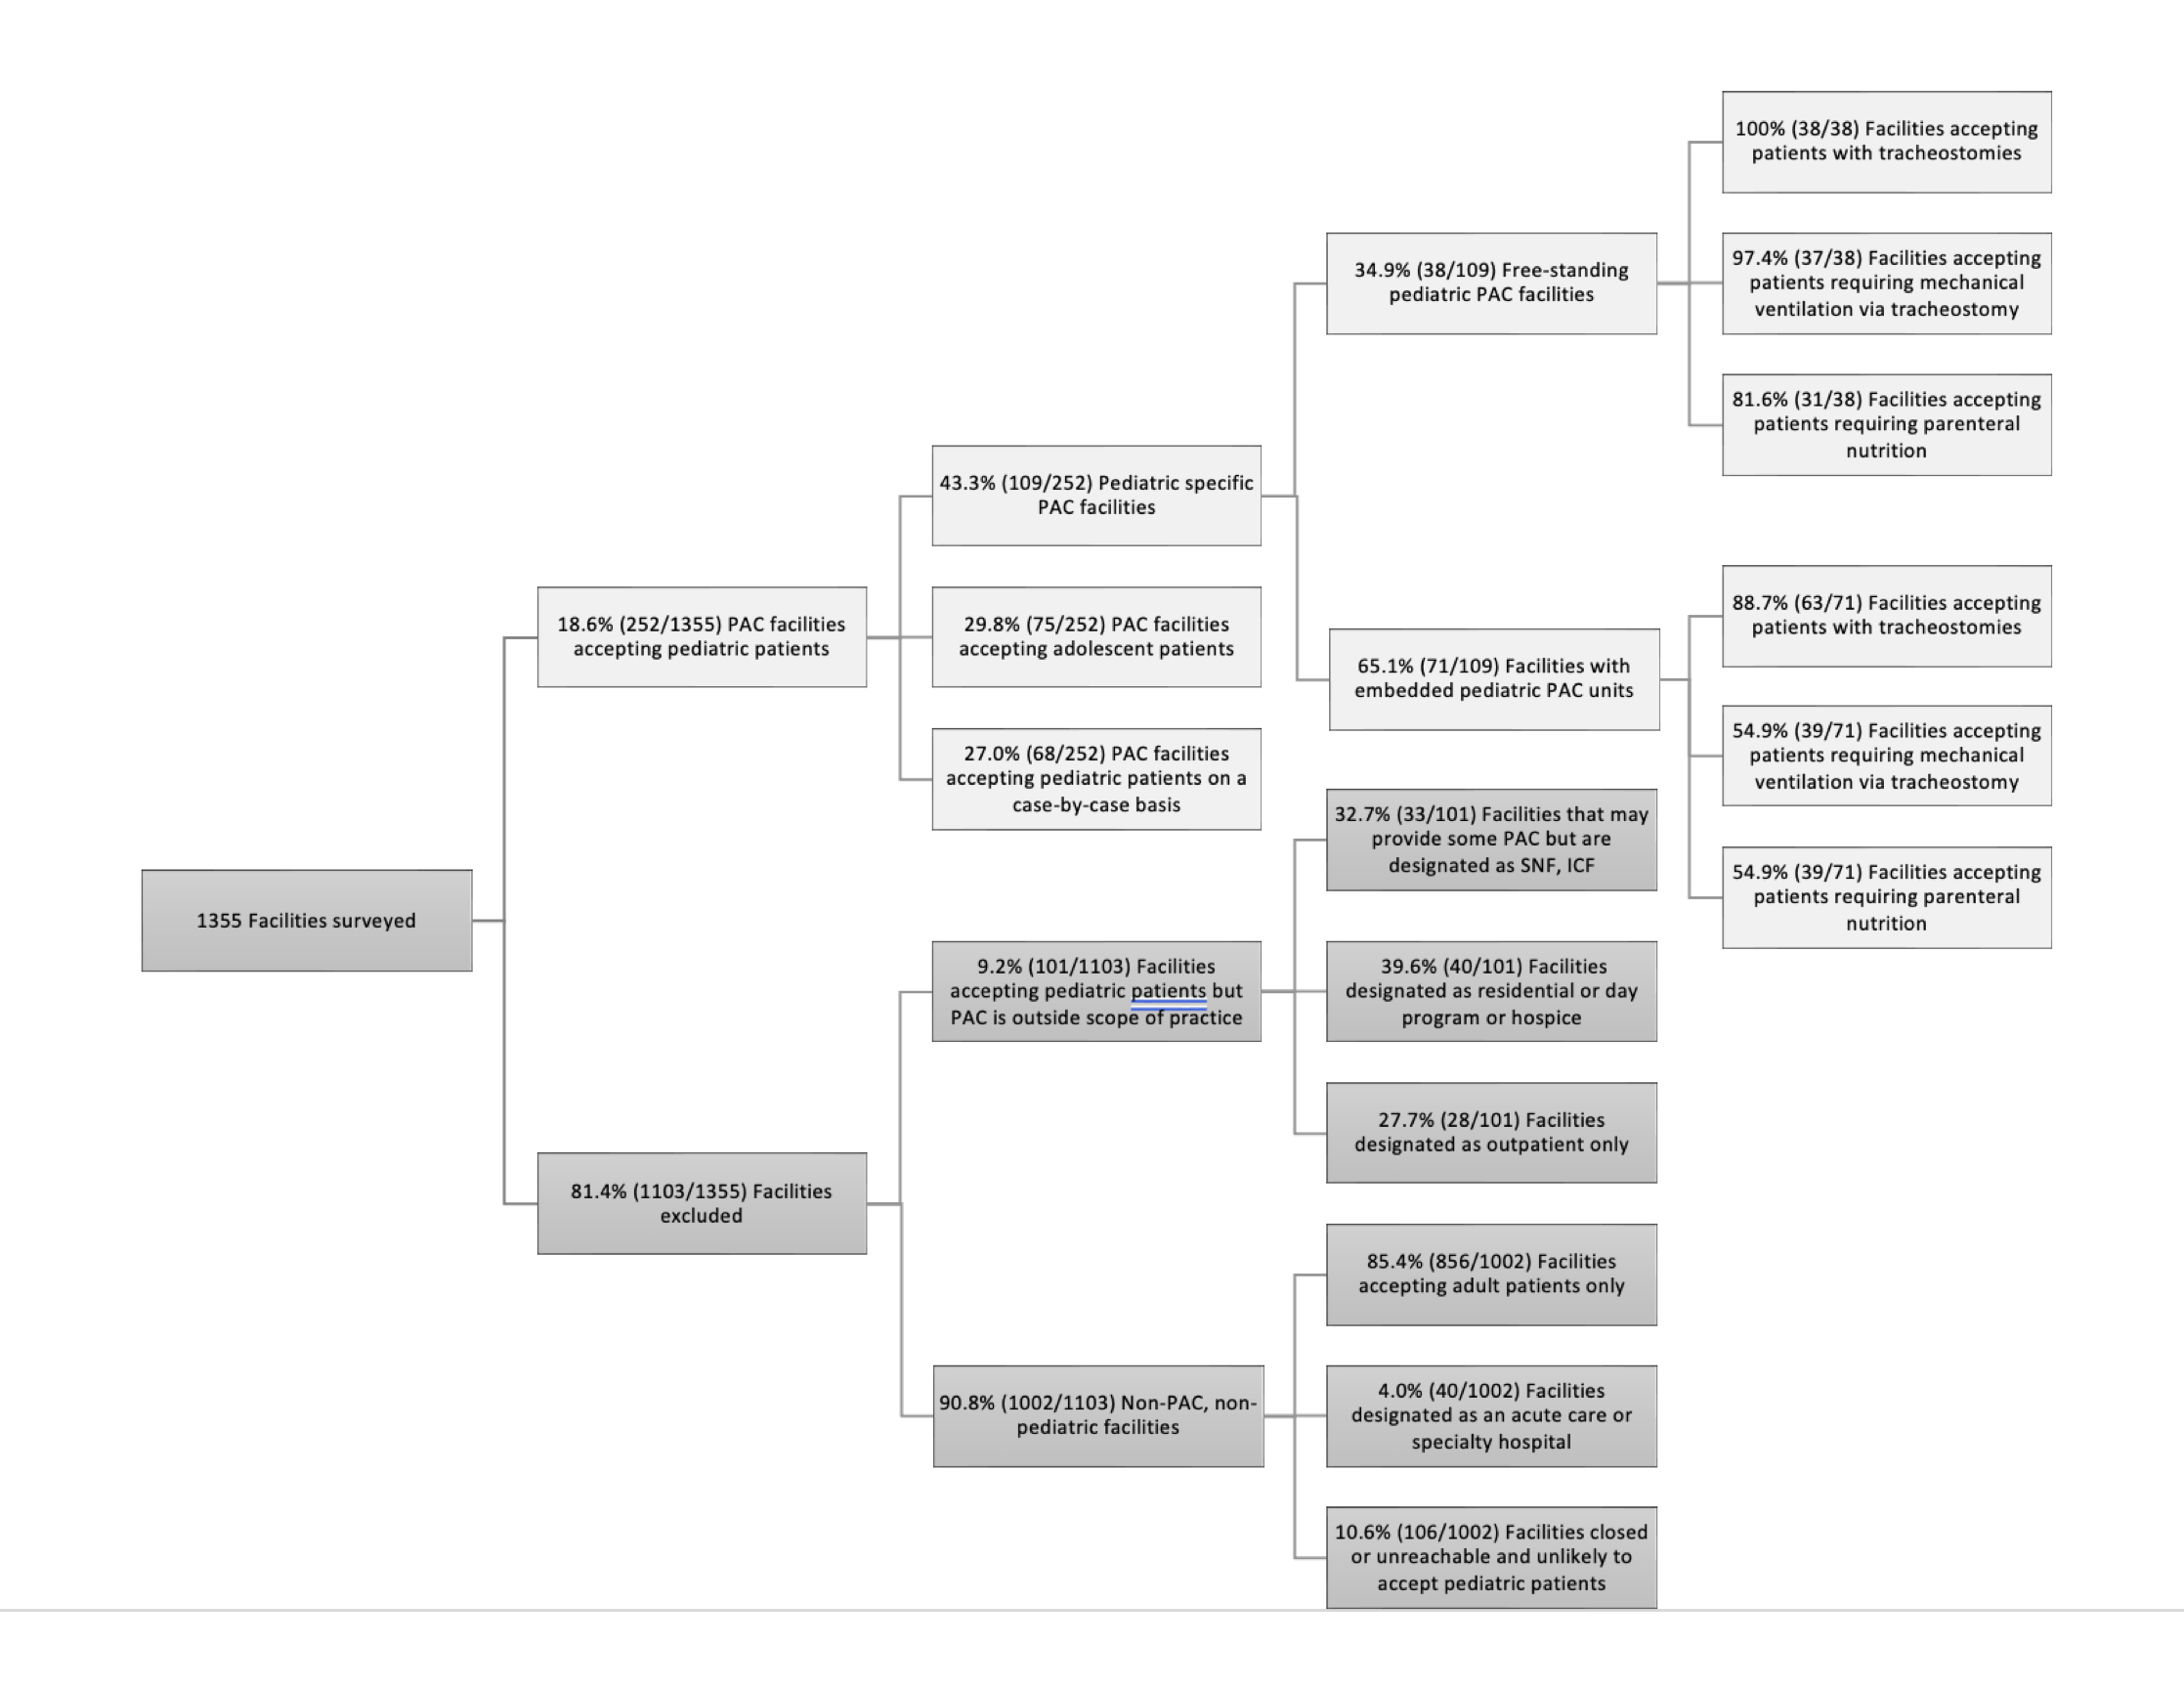 1355 Facilities surveyed
18.6% (252/1355) PAC facilities
accepting pediatric patients
81.4% (1103/1355) Facilities
excluded
43.3% (109/252) Pediatric specific
PAC facilities
29.8% (75/252) PAC facilities
accepting adolescent patients
27.0% (68/252) PAC facilities
accepting pediatric patients on a
case-by-case basis
9.2% (101/1103) Facilities
accepting pediatric patients but
PAC is outside scope of practice
90.8% (1002/1103) Non-PAC, non-
pediatric facilities
34.9% (38/109) Free-standing
pediatric PAC facilities
65.1% (71/109) Facilities with
embedded pediatric PAC units
32.7% (33/101) Facilities that may
provide some PAC but are
designated as SNF, ICF
39.6% (40/101) Facilities
designated as residential or day
program or hospice
27.7% (28/101) Facilities
designated as outpatient only
85.4% (856/1002) Facilities
accepting adult patients only
4.0% (40/1002) Facilities
designated as an acute care or
specialty hospital
10.6% (106/1002) Facilities closed
or unreachable and unlikely to
accept pediatric patients
100% (38/38) Facilities accepting
patients with tracheostomies
97.4% (37/38) Facilities accepting
patients requiring mechanical
ventilation via tracheostomy
81.6% (31/38) Facilities accepting
patients requiring parenteral
nutrition
88.7% (63/71) Facilities accepting
patients with tracheostomies
54.9% (39/71) Facilities accepting
patients requiring mechanical
ventilation via tracheostomy
54.9% (39/71) Facilities accepting
patients requiring parenteral
nutrition